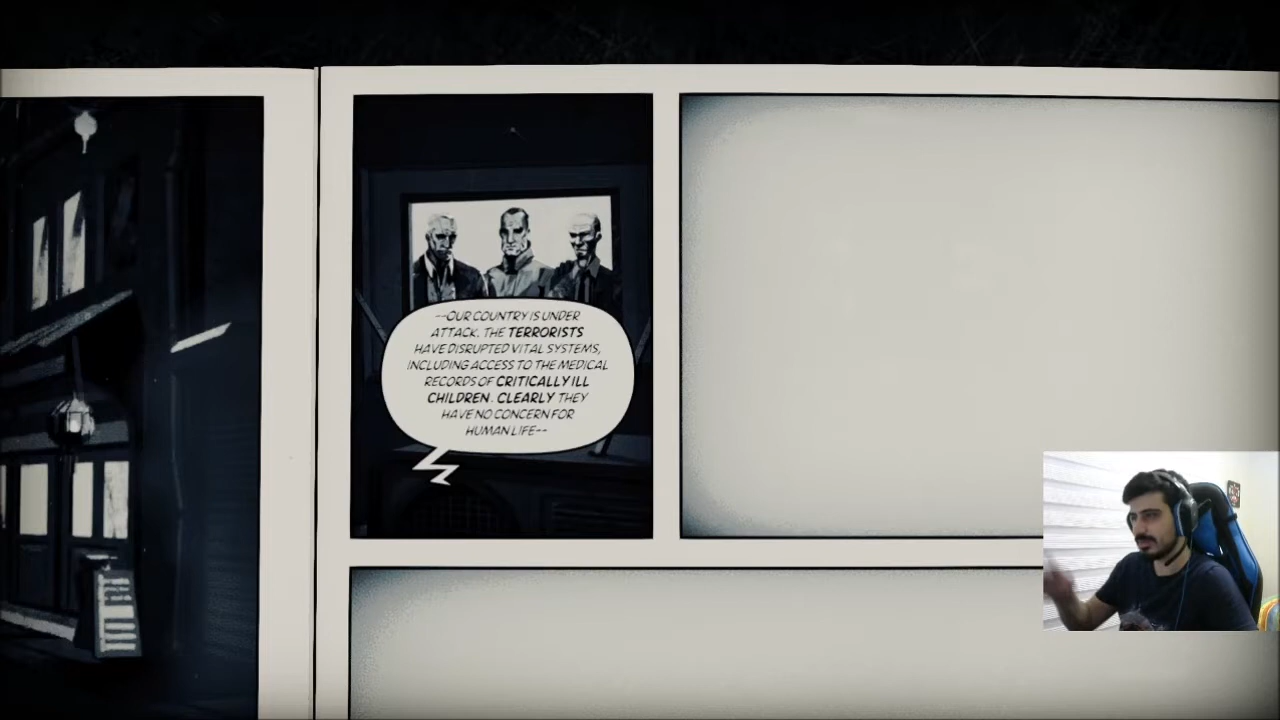 --OUR COUNTRY IS UNDER
ATTACK. THE TERRORISTS
HAVE DISRUPTED VITAL SYSTEMS,
INCLUDING ACCESS TO THE MEDICAL
RECORDS OF CRITICALLY ILL
CHILDREN. CLEARLY THEY
HAVE NO CONCERN FOR
HUMAN LIFE--